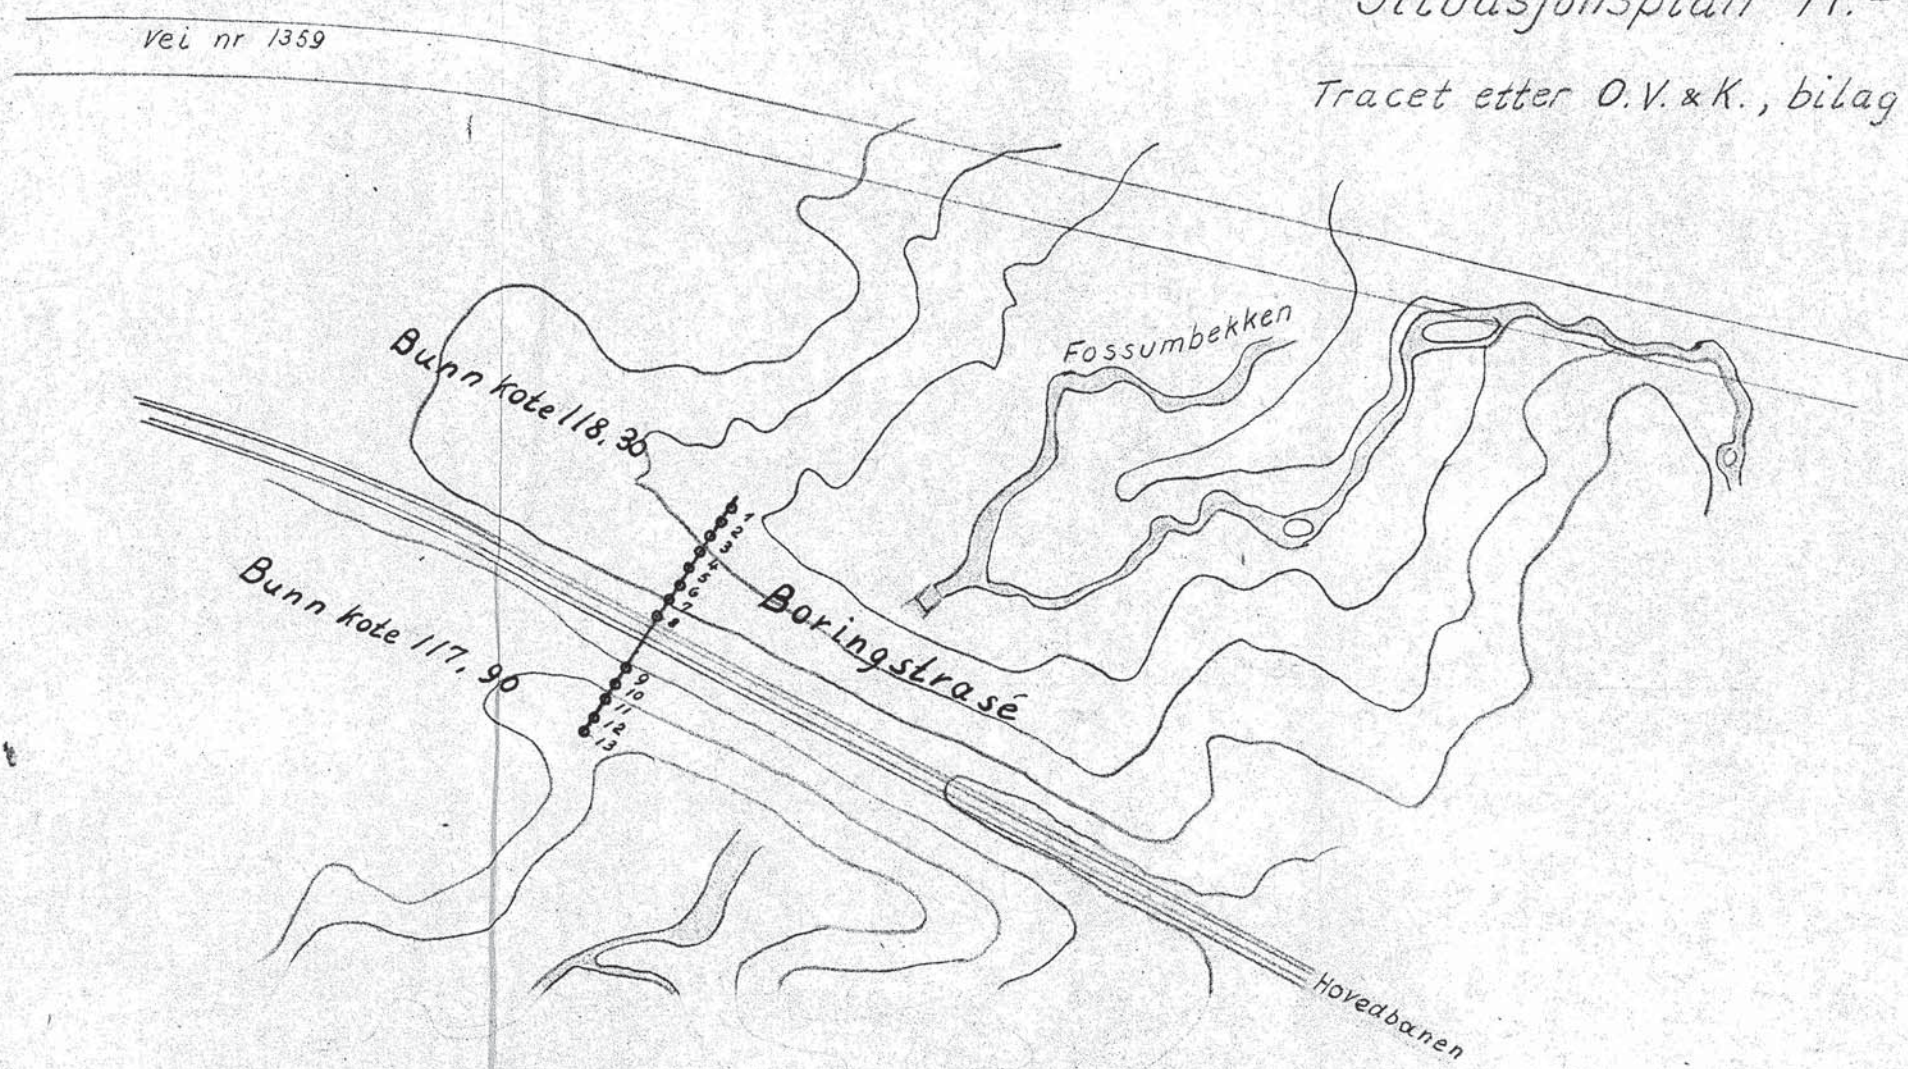 Situasjonsplan
Vei nr 1359
Tracet etter O.V. & K., bilag
Fossumbekken
Bunn kote 118.30
1
2
3
4
5
6
7
8
Boringstrasé
Bunn kote 117.90
9
10
11
12
13
Hovedbanen